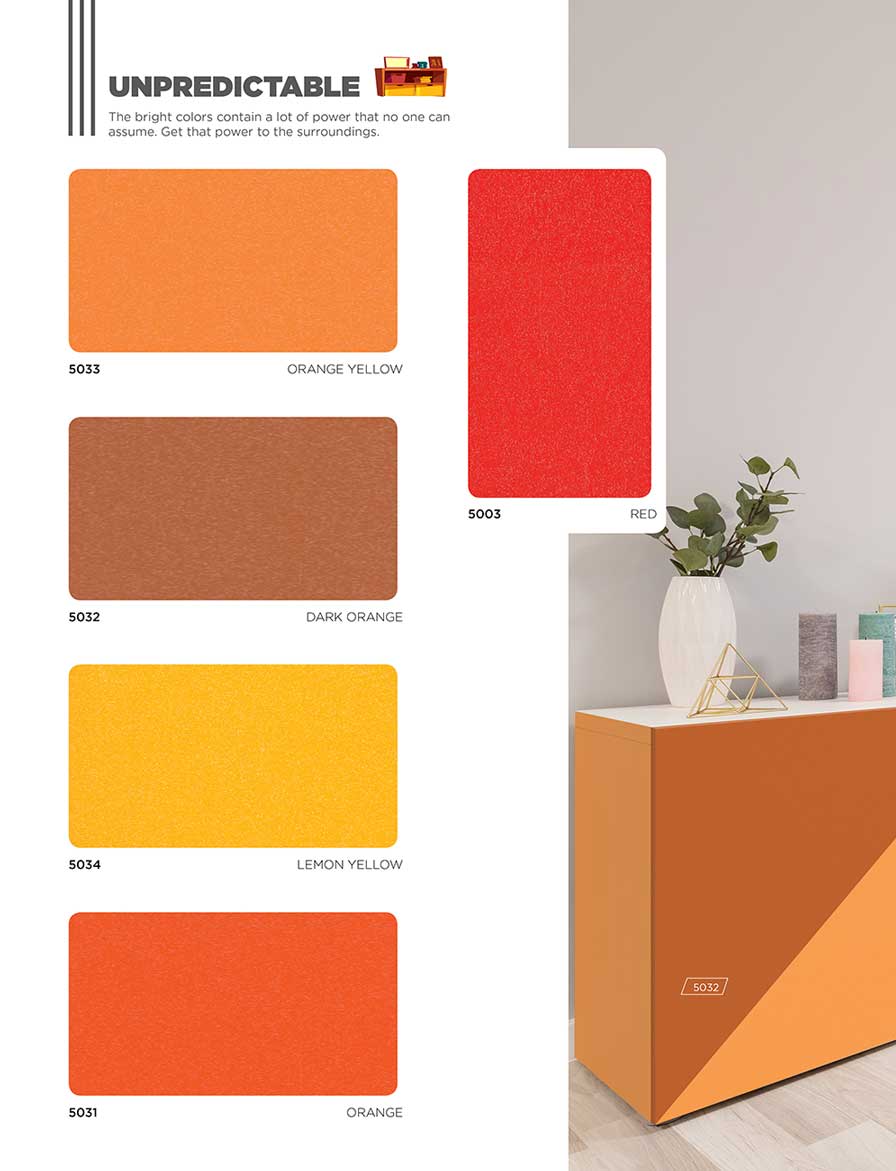 UNPREDICTABLE
The bright colors contain a lot of power that no one can
assume. Get that power to the surroundings.
5033 ORANGE YELLOW
5003 RED
5032 DARK ORANGE
5034 LEMON YELLOW
5032
5031 ORANGE